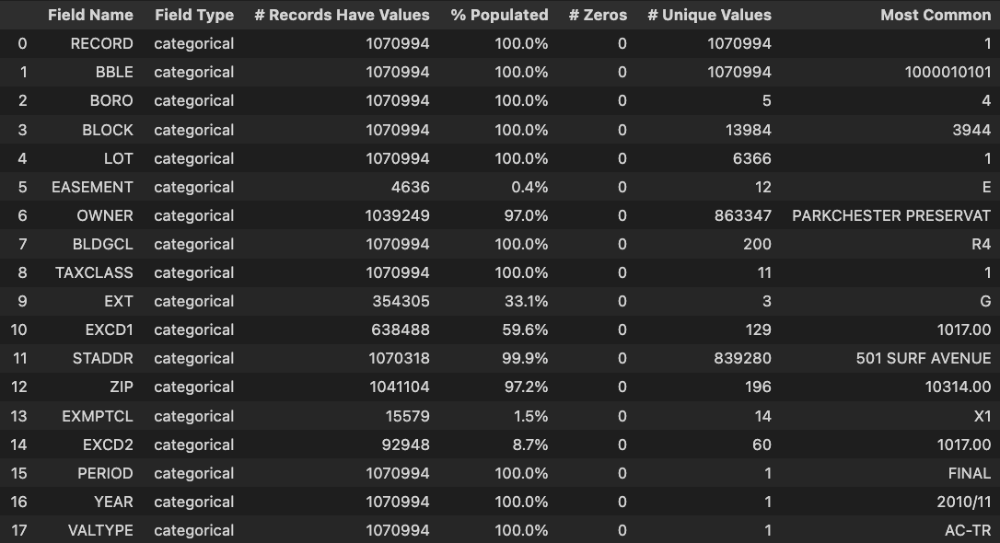 Field Name Field Type # Records Have Values % Populated # Zeros # Unique Values Most Common
0 RECORD categorical 1070994 100.0% 0 1070994 1
1 BBLE categorical 1070994 100.0% 0 1070994 1000010101
2 BORO categorical 1070994 100.0% 0 5 4
3 BLOCK categorical 1070994 100.0% 0 13984 3944
4 LOT categorical 1070994 100.0% 0 6366 1
5 EASEMENT categorical 4636 0.4% 0 12 E
6 OWNER categorical 1039249 97.0% 0 863347 PARKCHESTER PRESERVAT
7 BLDGCL categorical 1070994 100.0% 0 200 R4
8 TAXCLASS categorical 1070994 100.0% 0 11 1
9 EXT categorical 354305 33.1% 0 3 G
10 EXCD1 categorical 638488 59.6% 0 129 1017.00
11 STADDR categorical 1070318 99.9% 0 839280 501 SURF AVENUE
12 ZIP categorical 1041104 97.2% 0 196 10314.00
13 EXMPTCL categorical 15579 1.5% 0 14 X1
14 EXCD2 categorical 92948 8.7% 0 60 1017.00
15 PERIOD categorical 1070994 100.0% 0 1 FINAL
16 YEAR categorical 1070994 100.0% 0 1 2010/11
17 VALTYPE categorical 1070994 100.0% 0 1 AC-TR